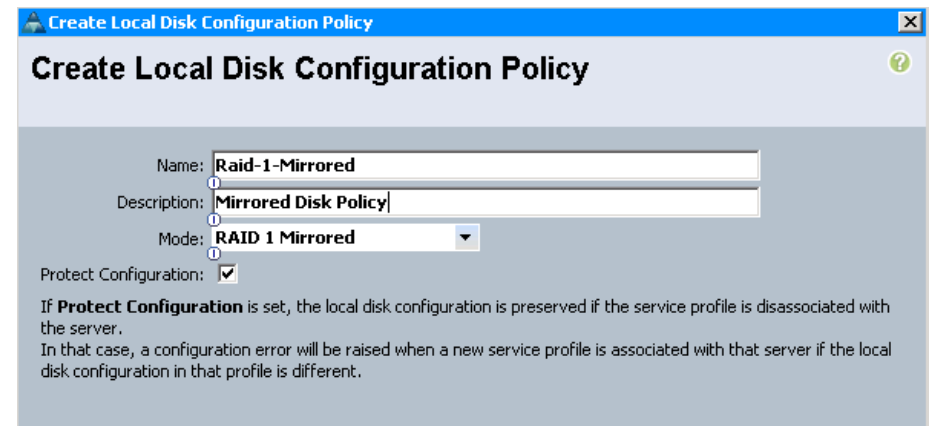 Create Local Disk Configuration Policy
Create Local Disk Configuration Policy
Name: Raid-1-Mirrored
Description: Mirrored Disk Policy
Mode: RAID 1 Mirrored
Protect Configuration:
If Protect Configuration is set, the local disk configuration is preserved if the service profile is disassociated with
the server.
In that case, a configuration error will be raised when a new service profile is associated with that server if the local
disk configuration in that profile is different.